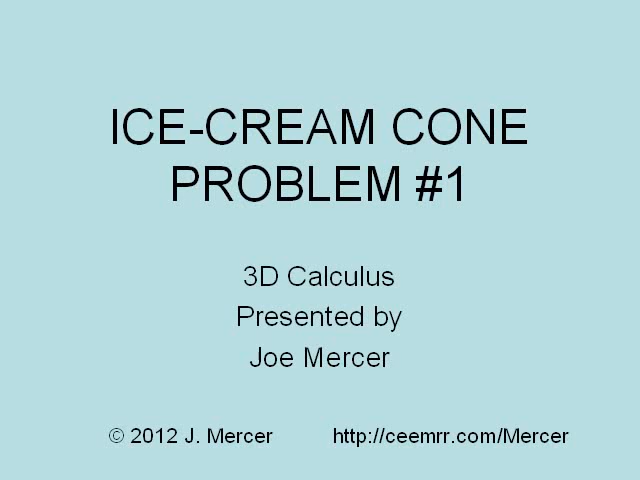 ICE-CREAM CONE
PROBLEM #1
3D Calculus
Presented by
Joe Mercer
© 2012 J. Mercer http://ceemrr.com/Mercer